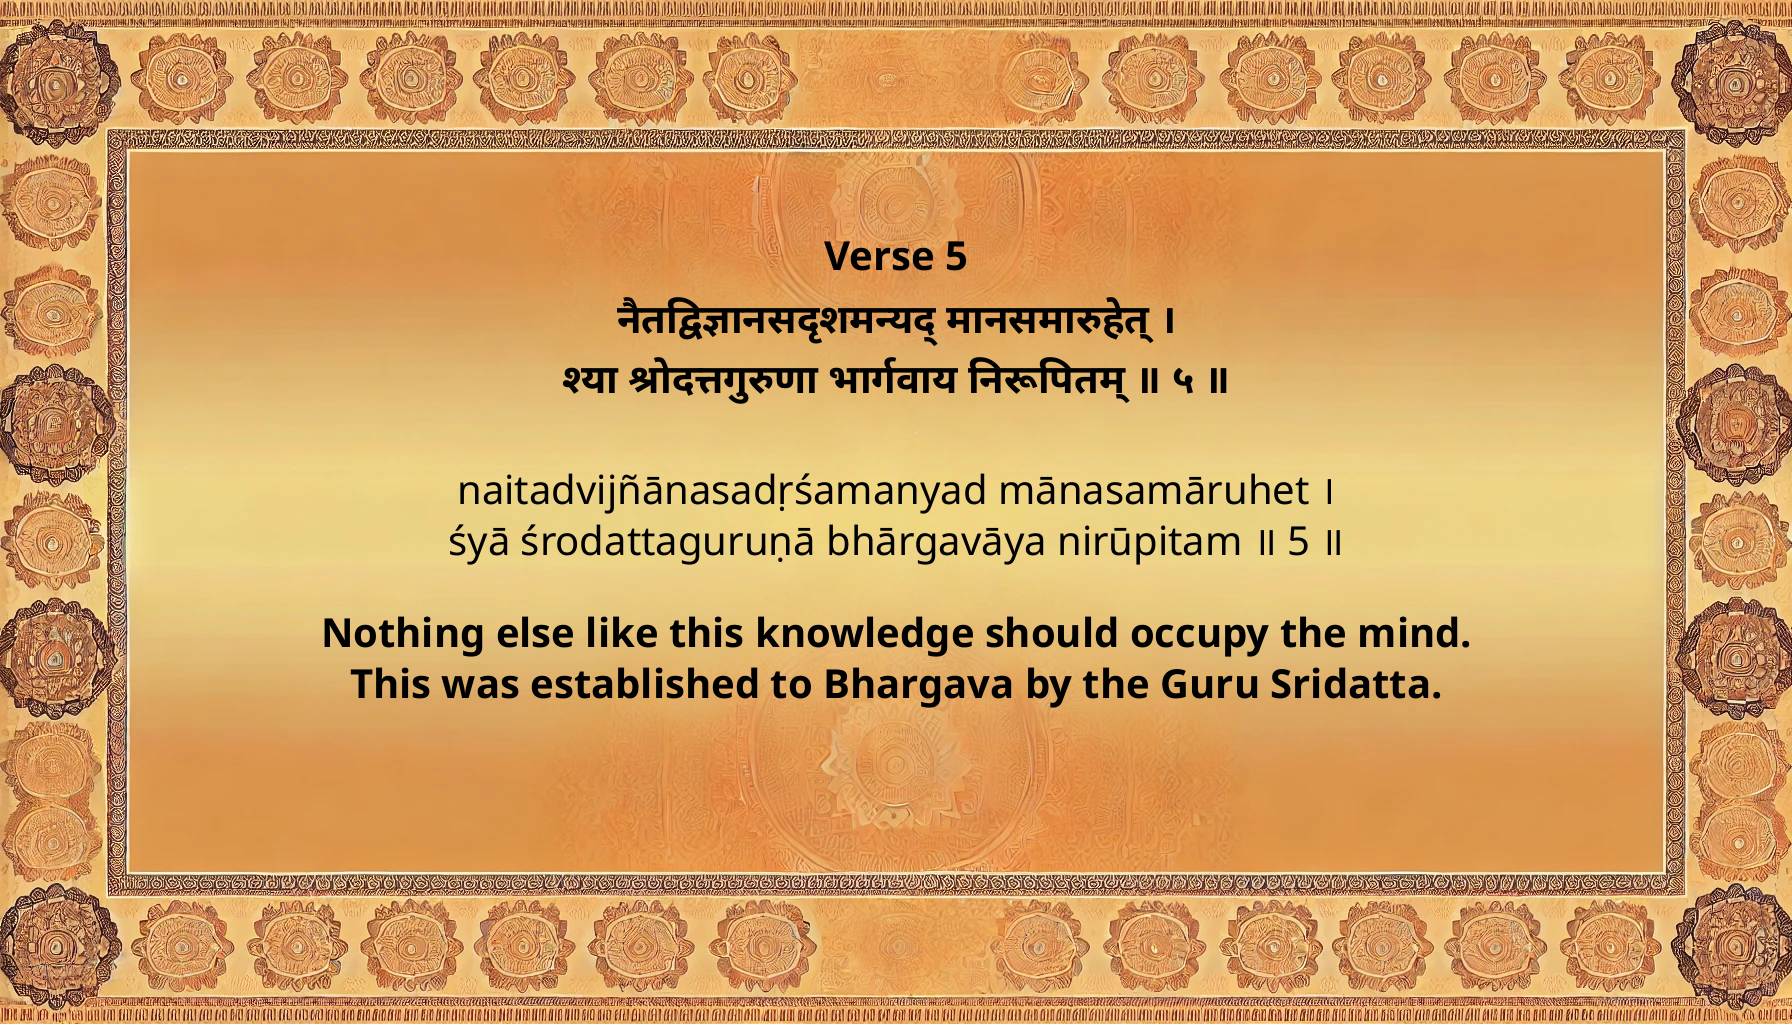 Verse 5
नैतद्विज्ञानसदृशमन्यद् मानसमारुहेत् ।
श्या श्रोदत्तगुरुणा भार्गवाय निरूपितम् ॥ ५ ॥
naitadvijñānasadṛśamanyad mānasamāruhet ।
śyā środattaguruṇā bhārgavāya nirūpitam ॥ 5 ॥
Nothing else like this knowledge should occupy the mind.
This was established to Bhargava by the Guru Sridatta.